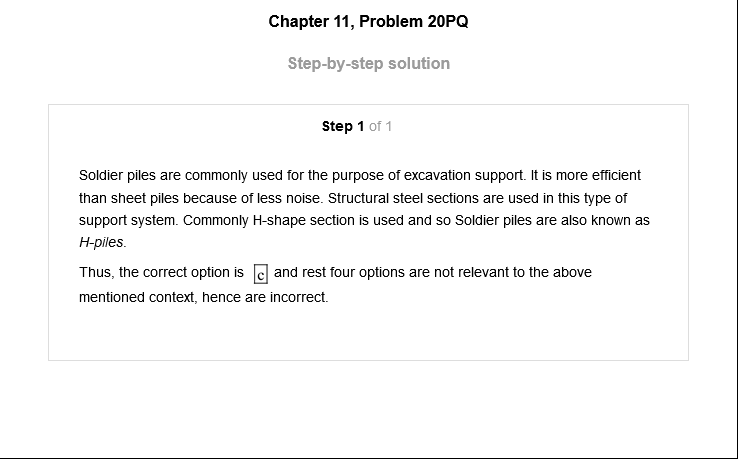 Chapter 11, Problem 20PQ
Step-by-step solution
Step 1 of 1
Soldier piles are commonly used for the purpose of excavation support. It is more efficient
than sheet piles because of less noise. Structural steel sections are used in this type of
support system. Commonly H-shape section is used and so Soldier piles are also known as
H-piles.
Thus, the correct option is c and rest four options are not relevant to the above
mentioned context, hence are incorrect.